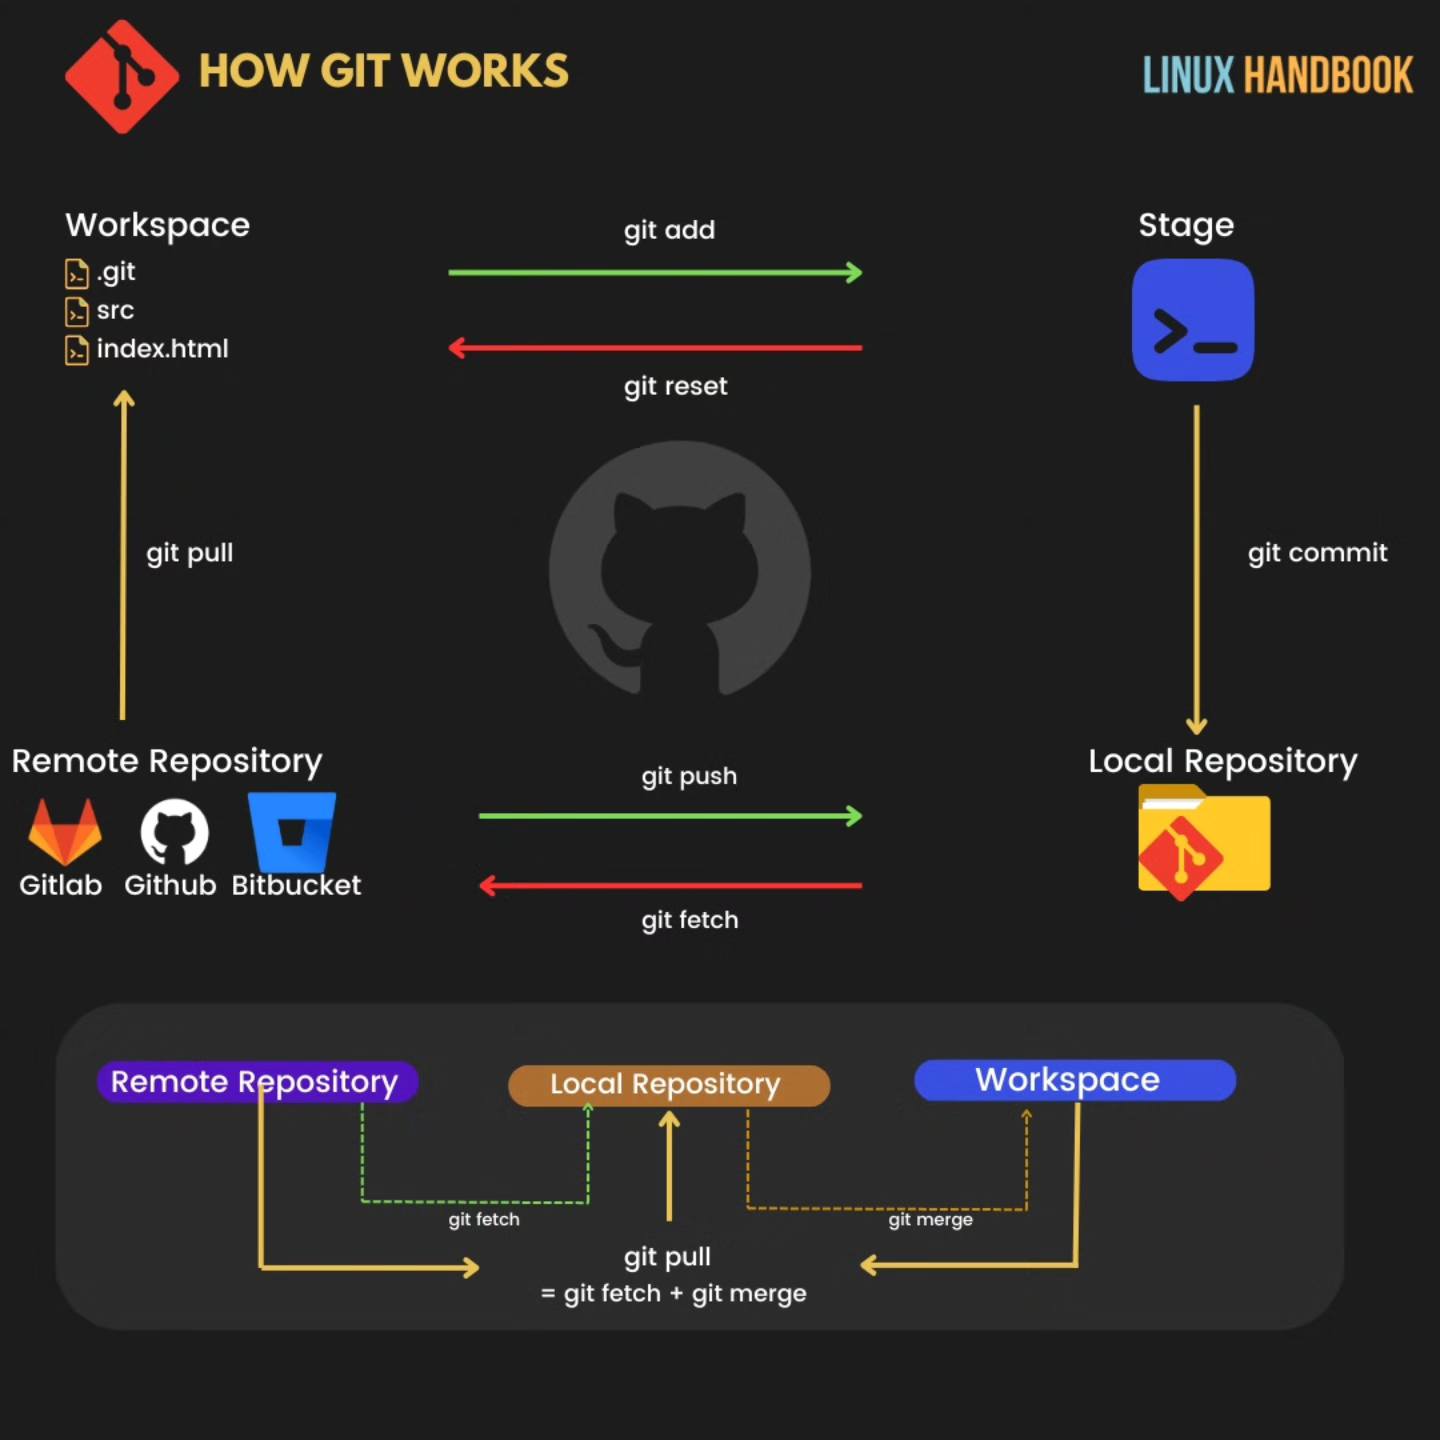 HOW GIT WORKS
LINUX HANDBOOK
Workspace
.git
src
index.html
git add
git reset
Stage
git pull
git commit
Remote Repository
Gitlab
Github
Bitbucket
git push
git fetch
Local Repository
Remote Repository
Local Repository
Workspace
git fetch
git merge
git pull
= git fetch + git merge